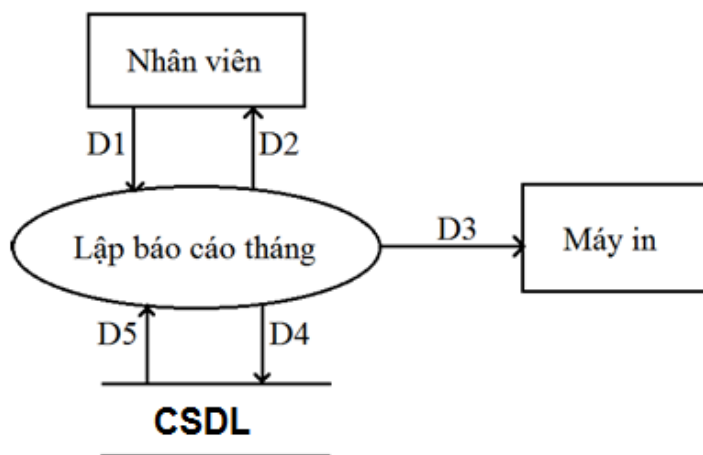 Nhân viên
D1
D2
Lập báo cáo tháng
D3
Máy in
D5
D4
CSDL